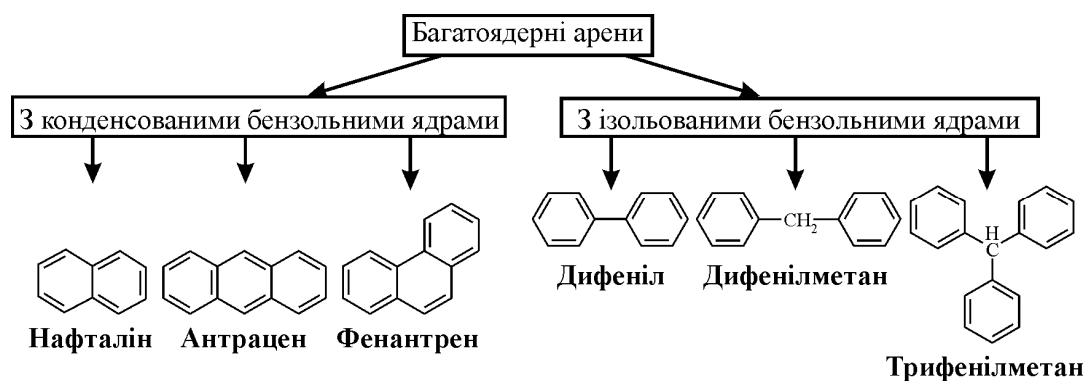 Багатоядерні арени
З конденсованими бензольними ядрами
З ізольованими бензольними ядрами
CH2
H
C
Дифеніл
Дифенілметан
Нафталін
Антрацен
Фенантрен
Трифенілметан